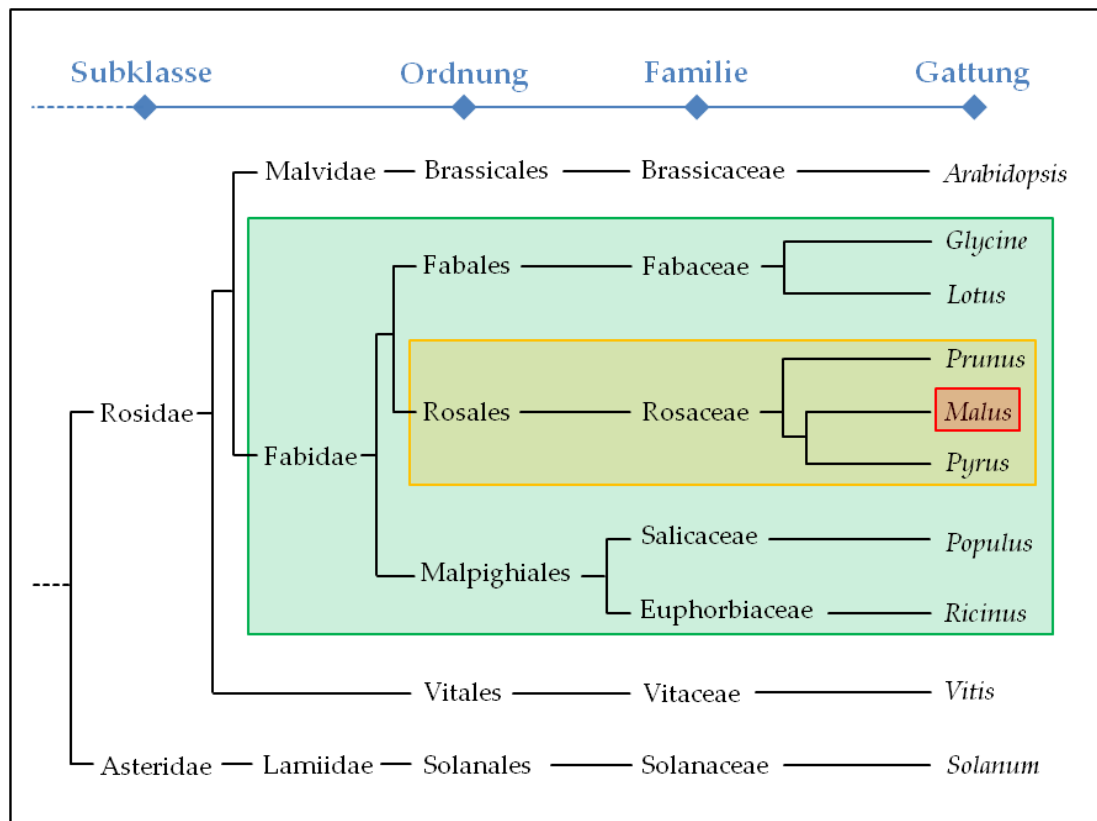 Subklasse Ordnung Familie Gattung
Malvidae Brassicales Brassicaceae Arabidopsis
Glycine
Fabales Fabaceae
Lotus
Prunus
Rosidae Rosales Rosaceae Malus
Fabidae
Pyrus
Salicaceae Populus
Malpighiales
Euphorbiaceae Ricinus
Vitales Vitaceae Vitis
Asteridae Lamiidae Solanales Solanaceae Solanum